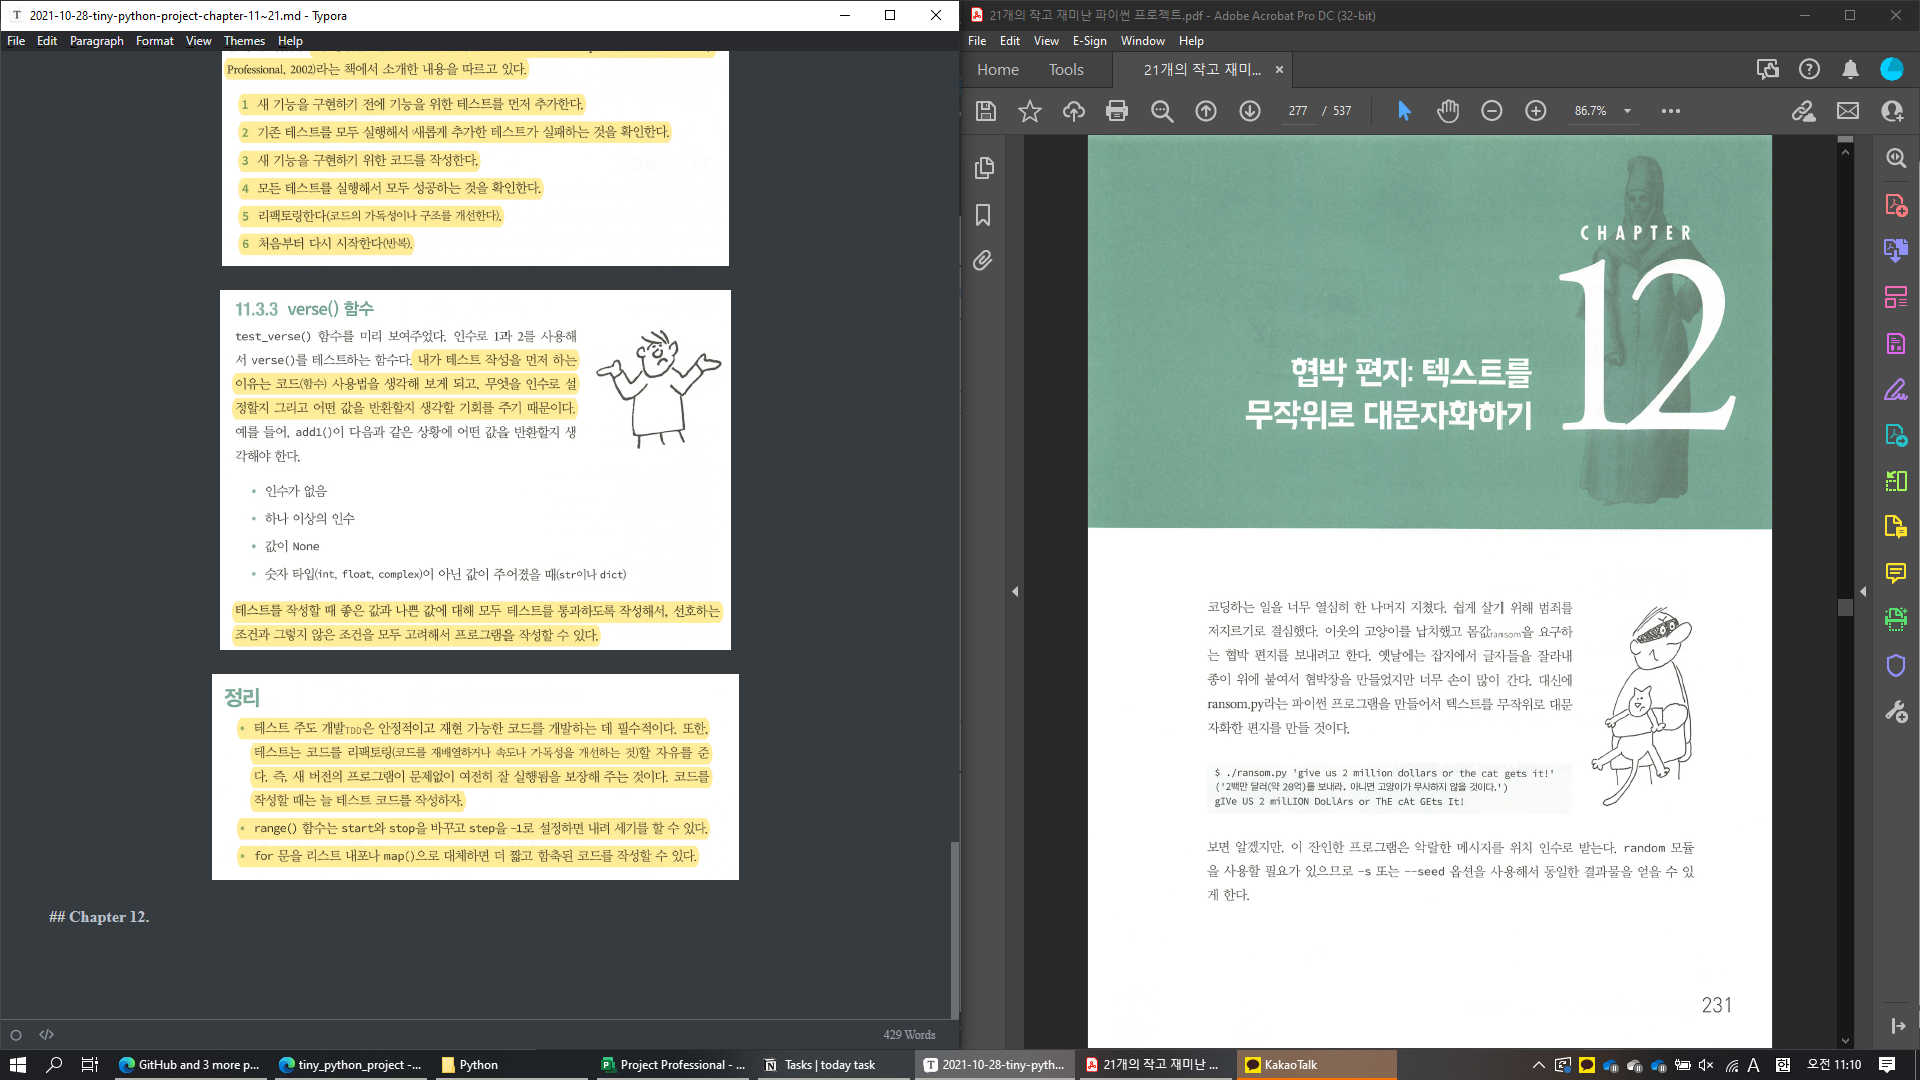 2021-10-28-tiny-python-project-chapter-11~21.md - Typora
File Edit Paragraph Format View Themes Help
Professional, 2002)라는 책에서 소개한 내용을 따르고 있다.
1 새 기능을 구현하기 전에 기능을 위한 테스트를 먼저 추가한다.
2 기존 테스트를 모두 실행해서 새롭게 추가한 테스트가 실패하는 것을 확인한다.
3 새 기능을 구현하기 위한 코드를 작성한다.
4 모든 테스트를 실행해서 모두 성공하는 것을 확인한다.
5 리팩토링한다(코드의 가독성이나 구조를 개선한다).
6 처음부터 다시 시작한다(반복).
11.3.3 verse() 함수
test_verse() 함수를 미리 보여주었다. 인수로 1과 2를 사용해
서 verse()를 테스트하는 함수다. 내가 테스트 작성을 먼저 하는
이유는 코드(함수) 사용법을 생각해 보게 되고, 무엇을 인수로 설
정할지 그리고 어떤 값을 반환할지 생각할 기회를 주기 때문이다.
예를 들어, add1()이 다음과 같은 상황에 어떤 값을 반환할지 생
각해야 한다.
• 인수가 없음
• 하나 이상의 인수
• 값이 None
• 숫자 타입(int, float, complex)이 아닌 값이 주어졌을 때(str이나 dict)
테스트를 작성할 때 좋은 값과 나쁜 값에 대해 모두 테스트를 통과하도록 작성해서, 선호하는
조건과 그렇지 않은 조건을 모두 고려해서 프로그램을 작성할 수 있다.
정리
• 테스트 주도 개발TDD은 안정적이고 재현 가능한 코드를 개발하는 데 필수적이다. 또한,
테스트는 코드를 리팩토링(코드를 재배열하거나 속도나 가독성을 개선하는 것)할 자유를 준
다. 즉, 새 버전의 프로그램이 문제없이 여전히 잘 실행됨을 보장해 주는 것이다. 코드를
작성할 때는 늘 테스트 코드를 작성하자.
• range() 함수는 start와 stop을 바꾸고 step을 -1로 설정하면 내려 세기를 할 수 있다.
• for 문을 리스트 내포나 map()으로 대체하면 더 짧고 함축된 코드를 작성할 수 있다.
## Chapter 12.
429 Words
21개의 작고 재미난 파이썬 프로젝트.pdf - Adobe Acrobat Pro DC (32-bit)
File Edit View E-Sign Window Help
Home Tools 21개의 작고 재미... ×
277 / 537 86.7%
CHAPTER
12
협박 편지: 텍스트를
무작위로 대문자화하기
코딩하는 일을 너무 열심히 한 나머지 지쳤다. 쉽게 살기 위해 범죄를
저지르기로 결심했다. 이웃의 고양이를 납치했고 몸값ransom을 요구하
는 협박 편지를 보내려고 한다. 옛날에는 잡지에서 글자들을 잘라내
종이 위에 붙여서 협박장을 만들었지만 너무 손이 많이 간다. 대신에
ransom.py라는 파이썬 프로그램을 만들어서 텍스트를 무작위로 대문
자화한 편지를 만들 것이다.
$ ./ransom.py 'give us 2 million dollars or the cat gets it!'
('2백만 달러(약 20억)를 보내라. 아니면 고양이가 무사하지 않을 것이다.')
gIVe US 2 milLION DoLlArs or ThE cAt GEts It!
보면 알겠지만, 이 잔인한 프로그램은 악랄한 메시지를 위치 인수로 받는다. random 모듈
을 사용할 필요가 있으므로 -s 또는 --seed 옵션을 사용해서 동일한 결과물을 얻을 수 있
게 한다.
231
GitHub and 3 more p... tiny_python_project -... Python Project Professional - ... Tasks | today task 2021-10-28-tiny-pyth... 21개의 작고 재미난 ... KakaoTalk A 한 오전 11:10